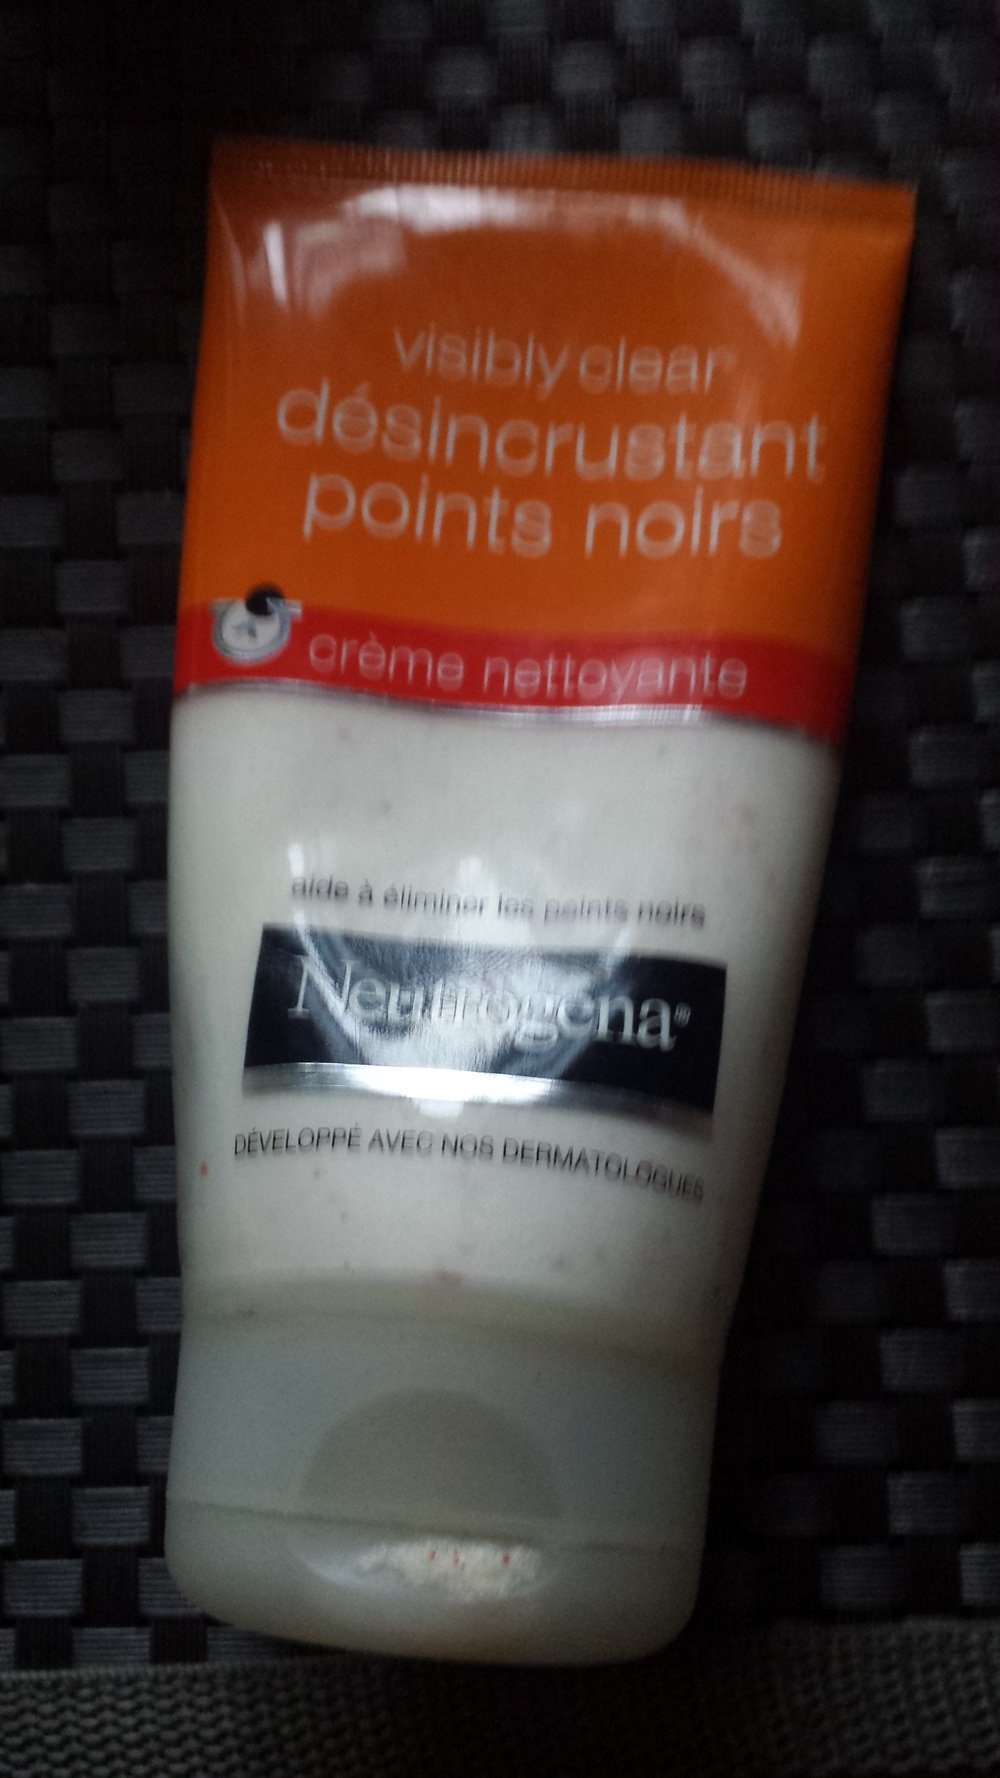 visibly clear®
désincrustant
points noirs
crème nettoyante
aide à éliminer les points noirs
Neutrogena®
DÉVELOPPÉ AVEC NOS DERMATOLOGUES